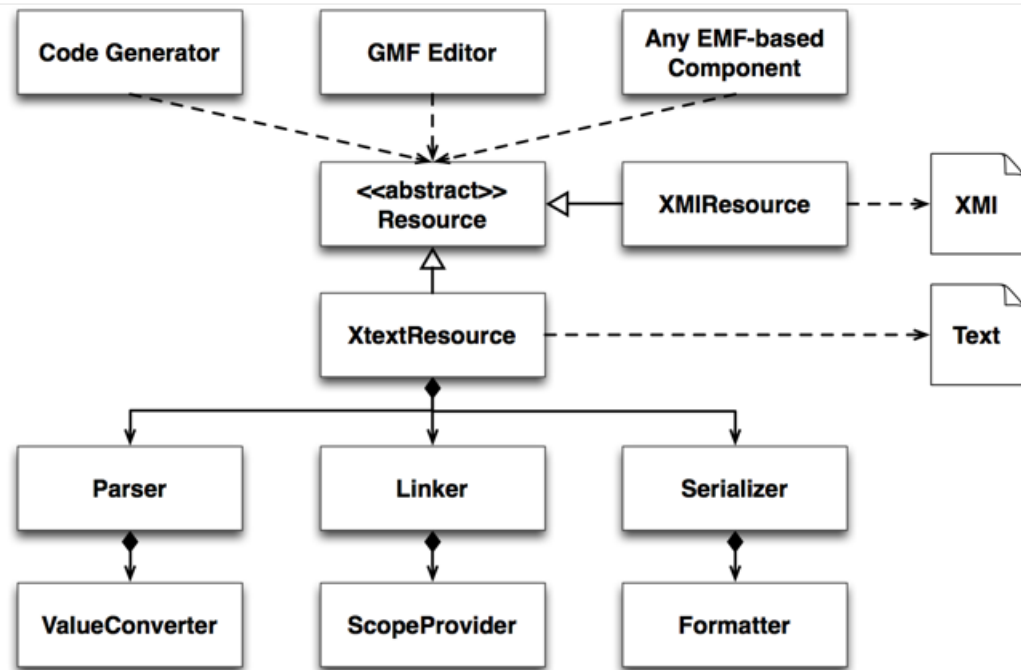 Code Generator
GMF Editor
Any EMF-based
Component
<<abstract>>
Resource
XMIResource
XMI
XtextResource
Text
Parser
Linker
Serializer
ValueConverter
ScopeProvider
Formatter